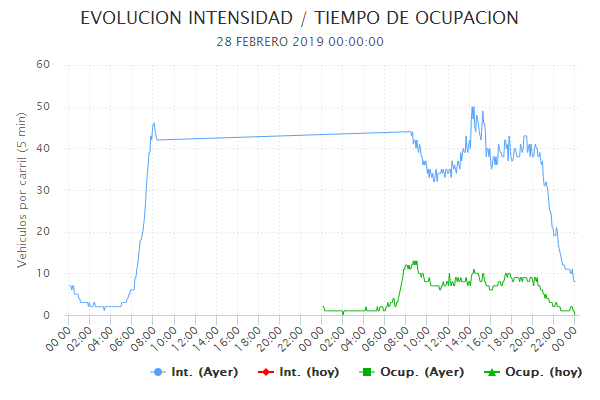 EVOLUCION INTENSIDAD / TIEMPO DE OCUPACION
28 FEBRERO 2019 00:00:00
Vehiculos por carril (5 min)
60
50
40
30
20
10
0
00:00 02:00 04:00 06:00 08:00 10:00 12:00 14:00 16:00 18:00 20:00 22:00 00:00 02:00 04:00 06:00 08:00 10:00 12:00 14:00 16:00 18:00 20:00 22:00 00:00
Int. (Ayer) Int. (hoy) Ocup. (Ayer) Ocup. (hoy)